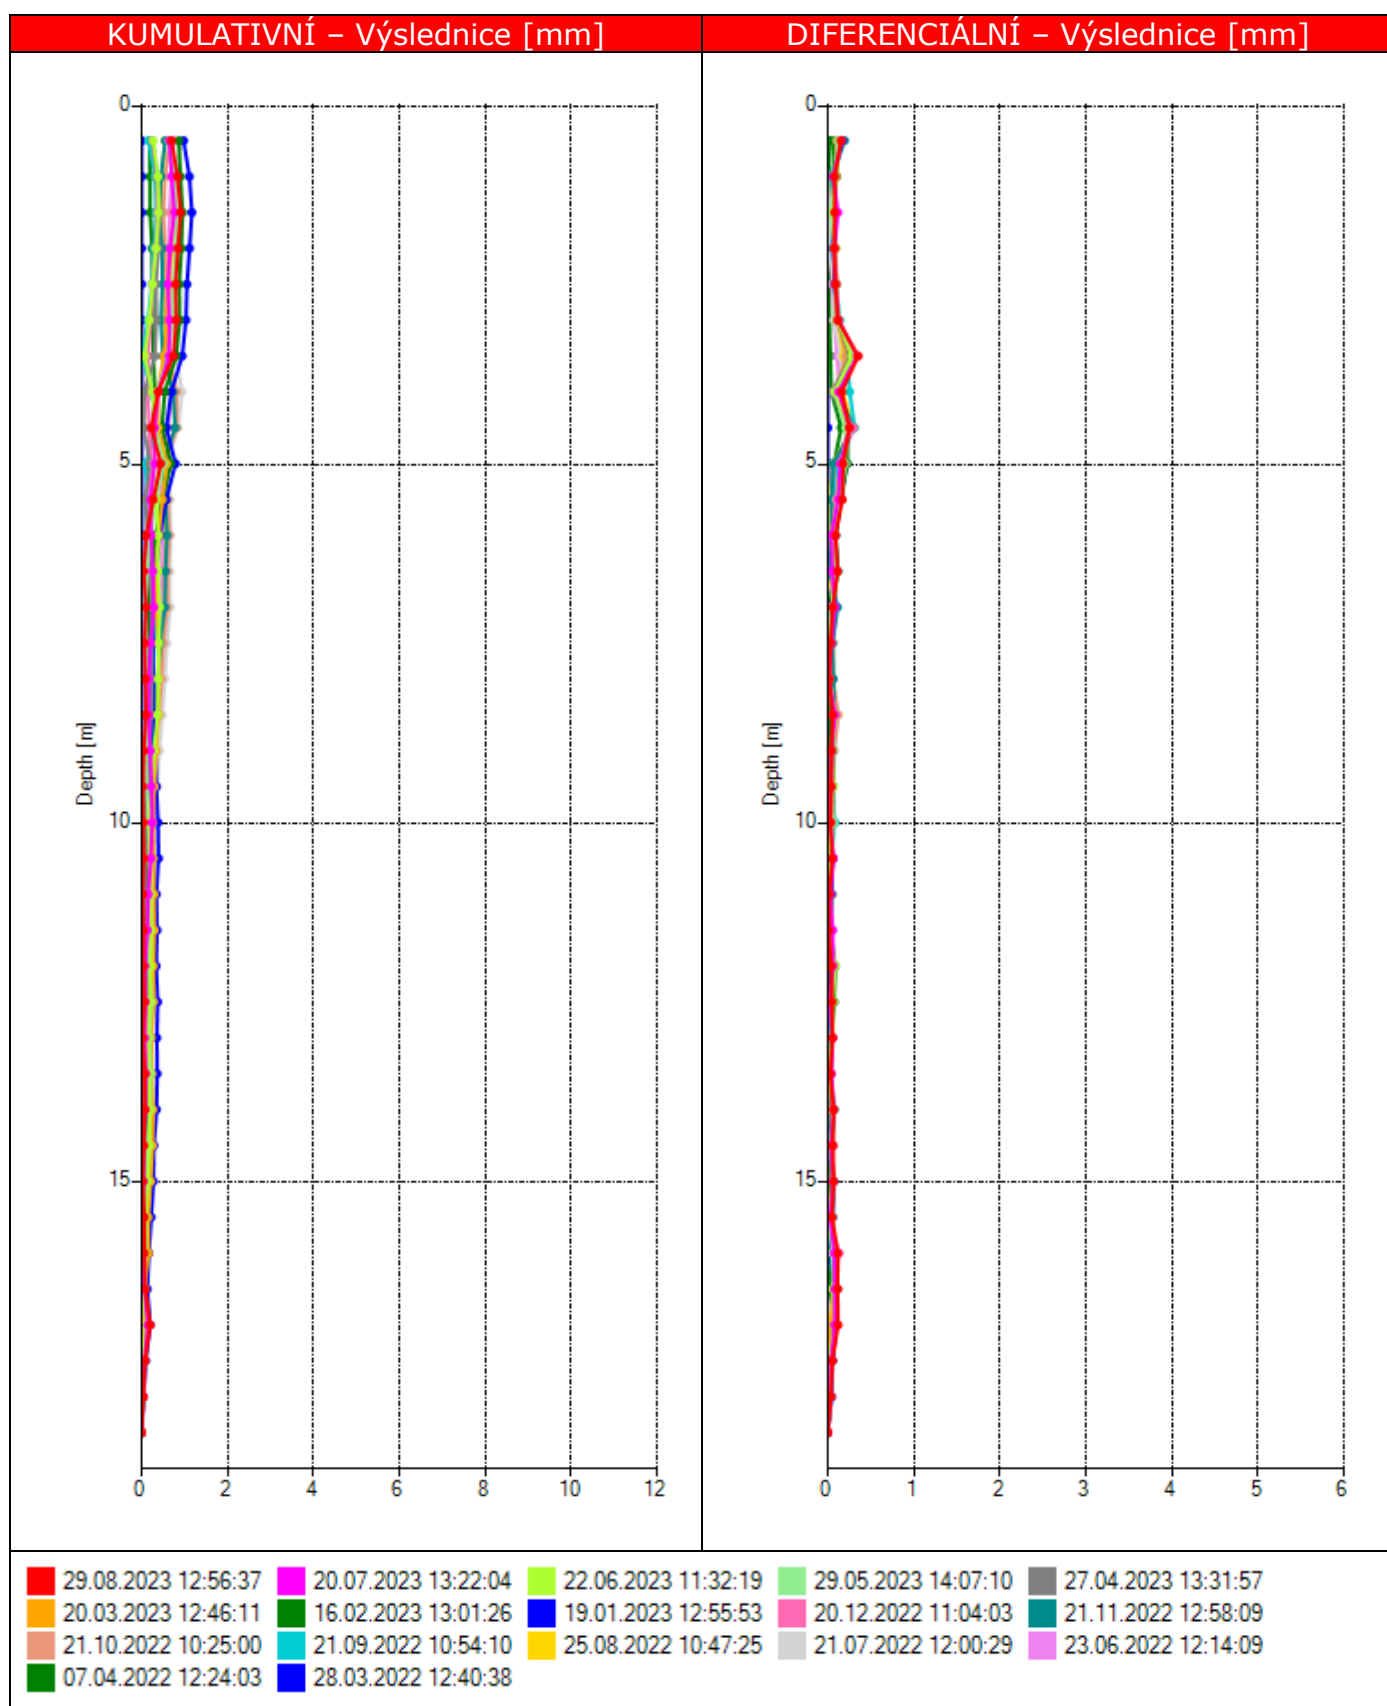 KUMULATIVNÍ – Výslednice [mm]
DIFERENCIÁLNÍ – Výslednice [mm]
0
5
10
15
Depth [m]
0 2 4 6 8 10 12
0
5
10
15
Depth [m]
0 1 2 3 4 5 6
29.08.2023 12:56:37 20.07.2023 13:22:04 22.06.2023 11:32:19 29.05.2023 14:07:10 27.04.2023 13:31:57
20.03.2023 12:46:11 16.02.2023 13:01:26 19.01.2023 12:55:53 20.12.2022 11:04:03 21.11.2022 12:58:09
21.10.2022 10:25:00 21.09.2022 10:54:10 25.08.2022 10:47:25 21.07.2022 12:00:29 23.06.2022 12:14:09
07.04.2022 12:24:03 28.03.2022 12:40:38